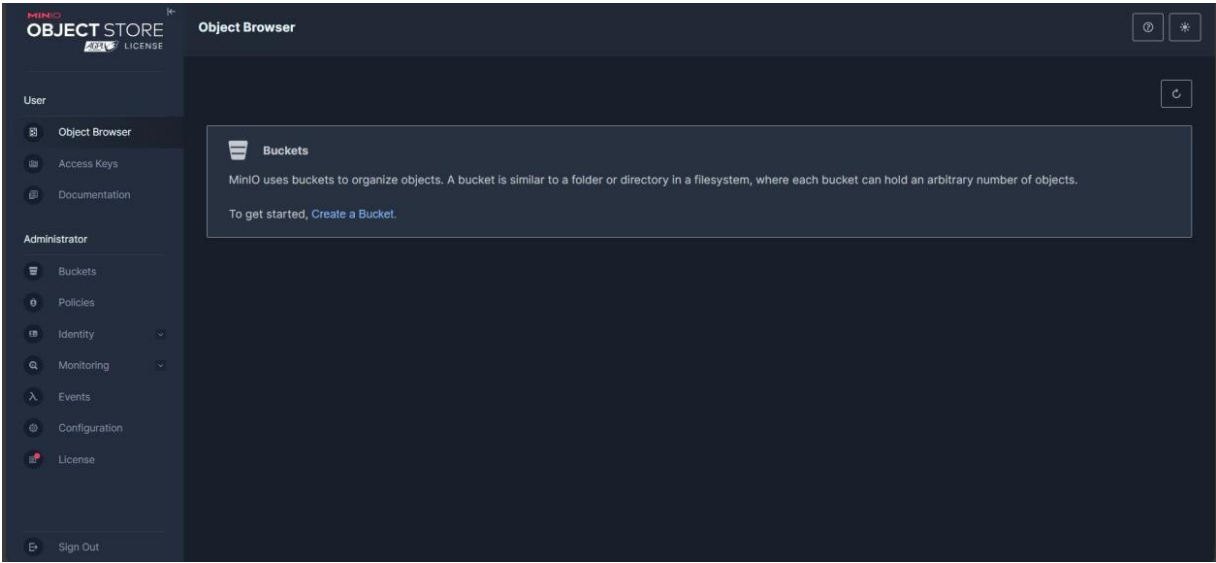 MINIO
OBJECT STORE
AGPLV3 LICENSE
Object Browser
User
Object Browser
Access Keys
Documentation
Buckets
MinIO uses buckets to organize objects. A bucket is similar to a folder or directory in a filesystem, where each bucket can hold an arbitrary number of objects.
To get started, Create a Bucket.
Administrator
Buckets
Policies
Identity
Monitoring
Events
Configuration
License
Sign Out